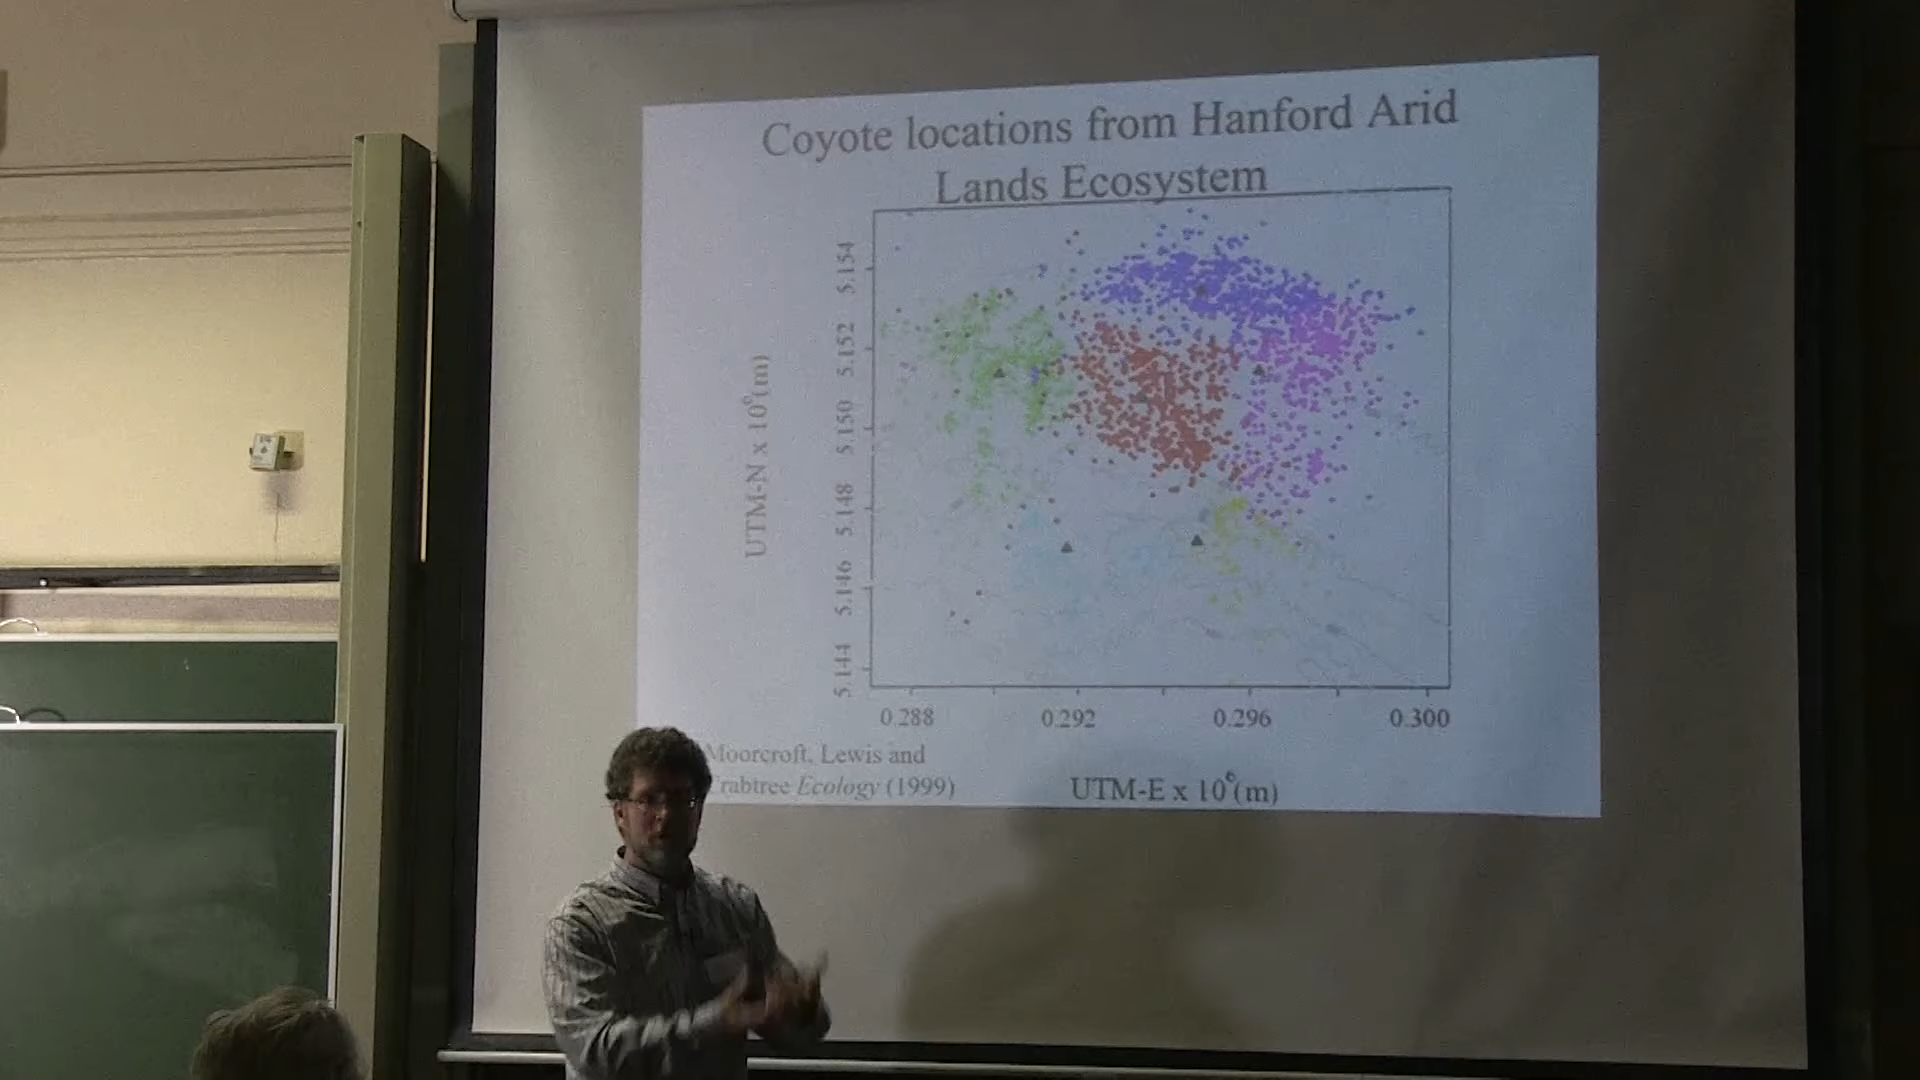 Coyote locations from Hanford Arid
Lands Ecosystem
UTM-N x 10⁶(m)
5.154
5.152
5.150
5.148
5.146
5.144
0.288 0.292 0.296 0.300
UTM-E x 10⁶(m)
Moorcroft, Lewis and
rabtree Ecology (1999)